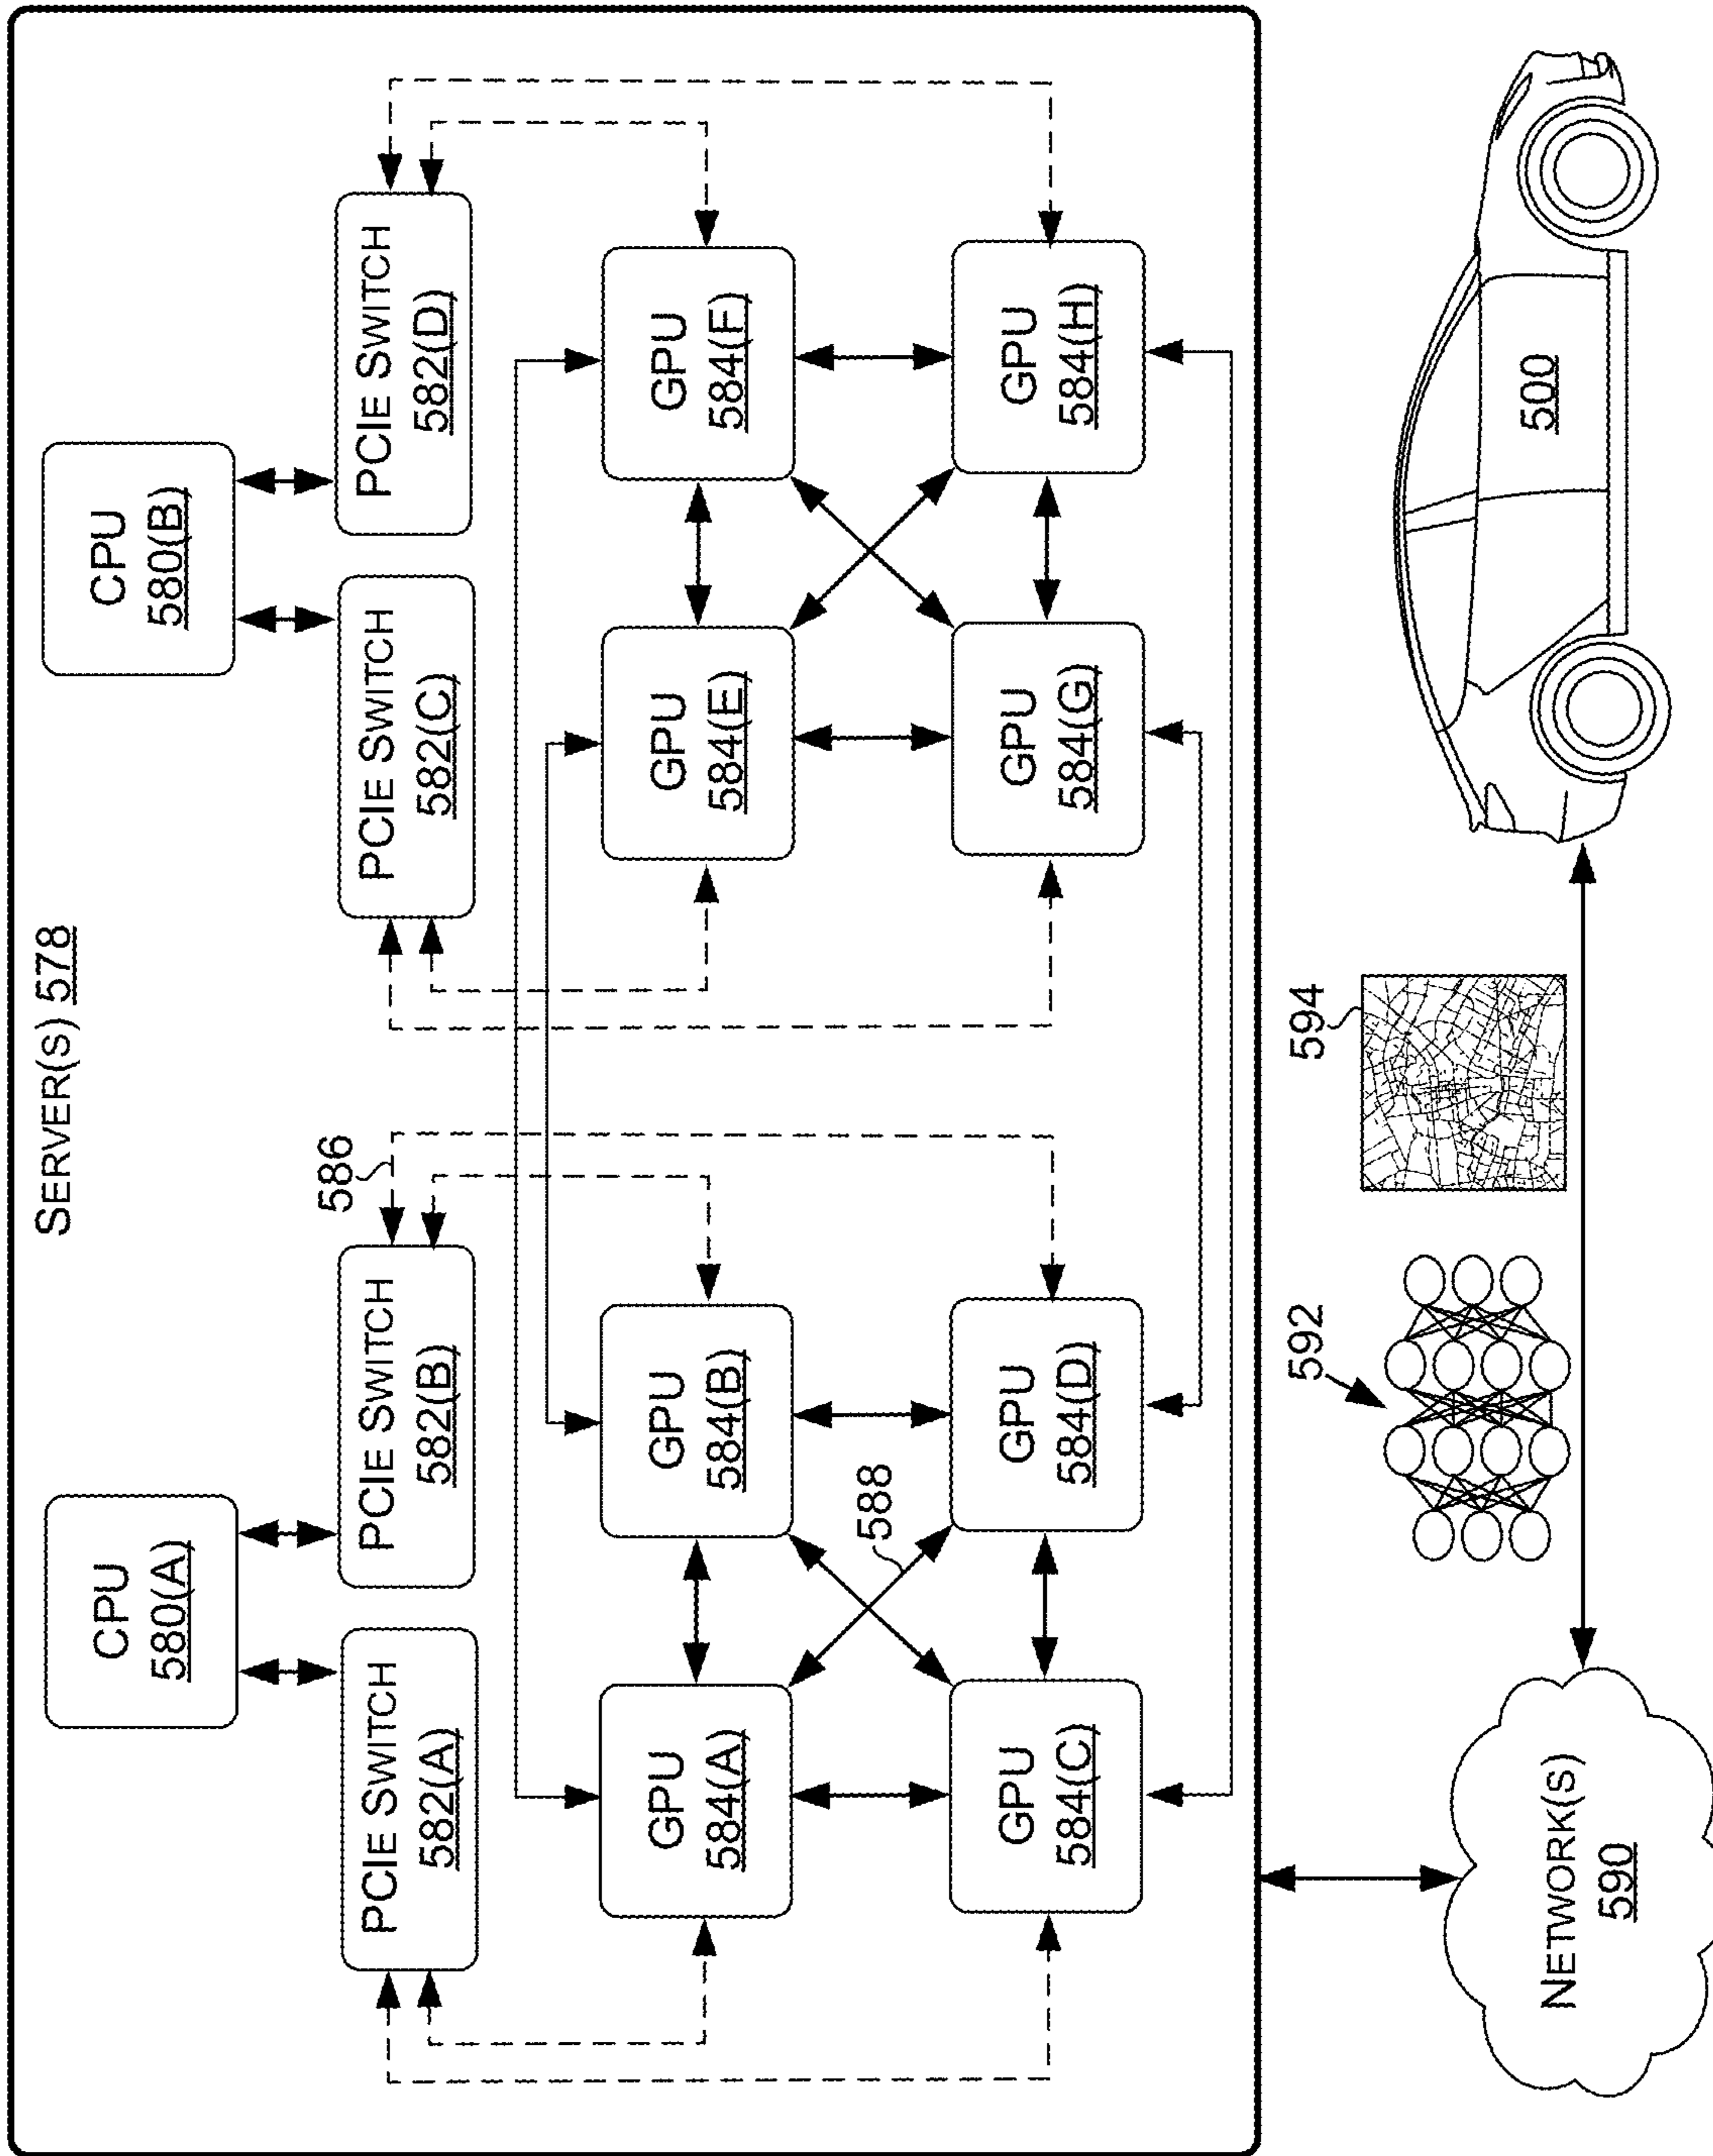 SERVER(S) 578
CPU
580(A)
CPU
580(B)
PCIE SWITCH
582(A)
PCIE SWITCH
582(B)
586
PCIE SWITCH
582(C)
PCIE SWITCH
582(D)
GPU
584(A)
GPU
584(B)
GPU
584(E)
GPU
584(F)
588
GPU
584(C)
GPU
584(D)
GPU
584(G)
GPU
584(H)
NETWORK(S)
590
592
594
500